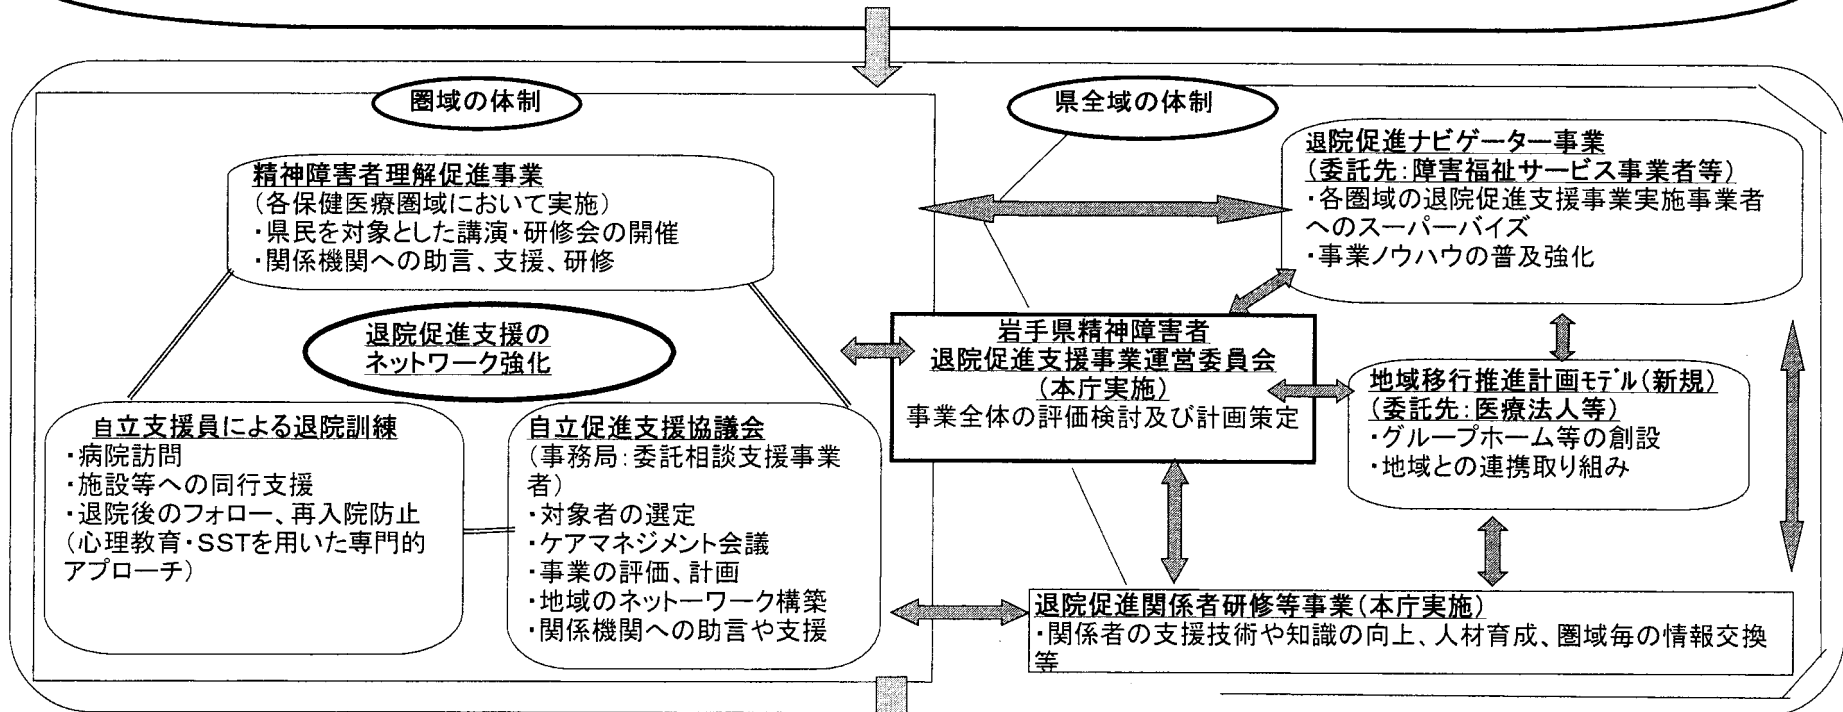 圏域の体制
精神障害者理解促進事業
（各保健医療圏域において実施）
・県民を対象とした講演・研修会の開催
・関係機関への助言、支援、研修
退院促進支援の
ネットワーク強化
自立支援員による退院訓練
・病院訪問
・施設等への同行支援
・退院後のフォロー、再入院防止
（心理教育・SSTを用いた専門的
アプローチ）
自立促進支援協議会
（事務局：委託相談支援事業
者）
・対象者の選定
・ケアマネジメント会議
・事業の評価、計画
・地域のネットーワーク構築
・関係機関への助言や支援
県全域の体制
退院促進ナビゲーター事業
（委託先：障害福祉サービス事業者等）
・各圏域の退院促進支援事業実施事業者
へのスーパーバイズ
・事業ノウハウの普及強化
岩手県精神障害者
退院促進支援事業運営委員会
（本庁実施）
事業全体の評価検討及び計画策定
地域移行推進計画ﾓﾃﾞﾙ（新規）
（委託先：医療法人等）
・グループホーム等の創設
・地域との連携取り組み
退院促進関係者研修等事業（本庁実施）
・関係者の支援技術や知識の向上、人材育成、圏域毎の情報交換
等